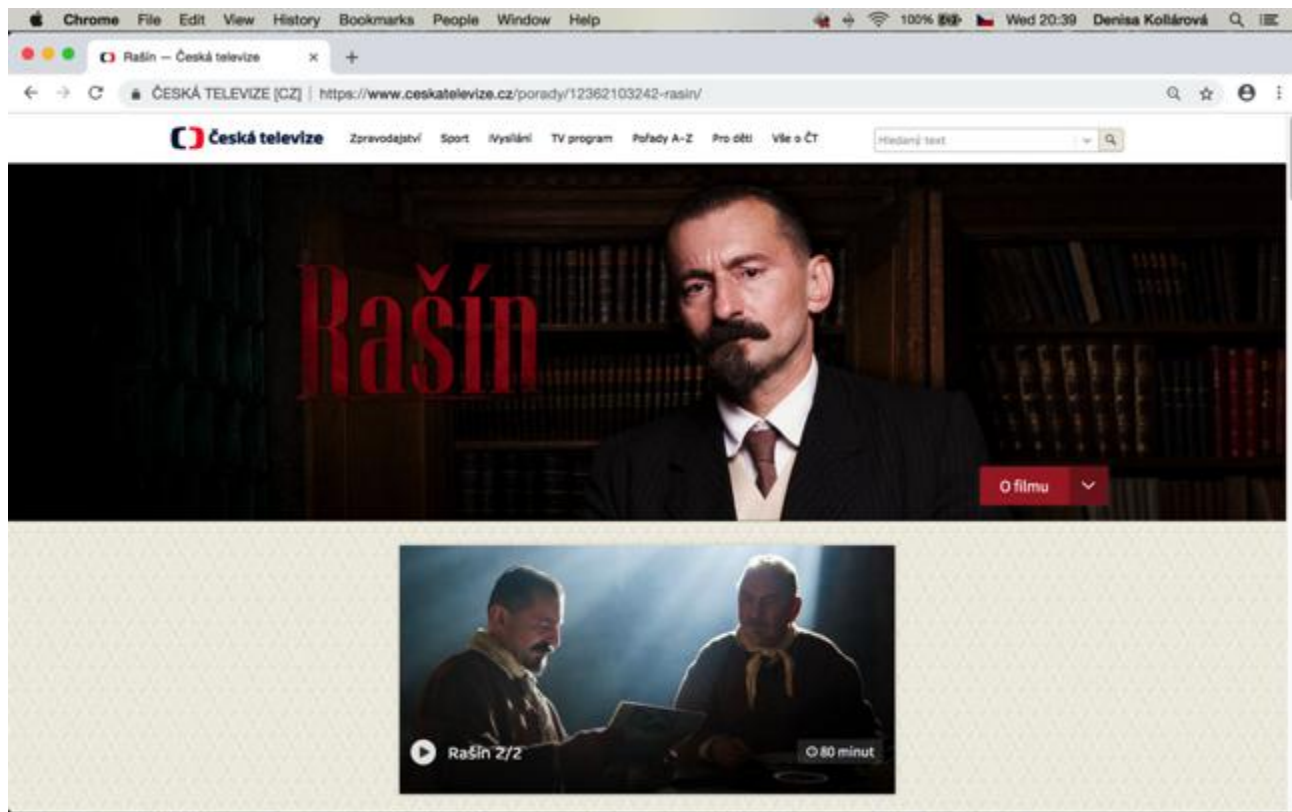 Chrome File Edit View History Bookmarks People Window Help 100% Wed 20:39 Denisa Kollárová
Rašín — Česká televize × +
ČESKÁ TELEVIZE [CZ] | https://www.ceskatelevize.cz/porady/12362103242-rasin/
Česká televize Zpravodajství Sport iVysílání TV program Pořady A-Z Pro děti Vše o ČT Hledaný text
Rašín
O filmu
Rašín 2/2 80 minut